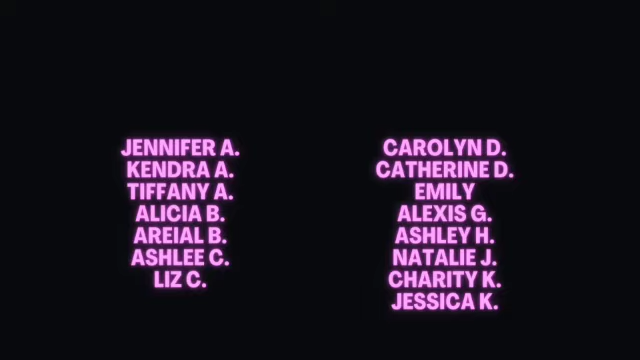 JENNIFER A.
KENDRA A.
TIFFANY A.
ALICIA B.
AREIAL B.
ASHLEE C.
LIZ C.
CAROLYN D.
CATHERINE D.
EMILY
ALEXIS G.
ASHLEY H.
NATALIE J.
CHARITY K.
JESSICA K.